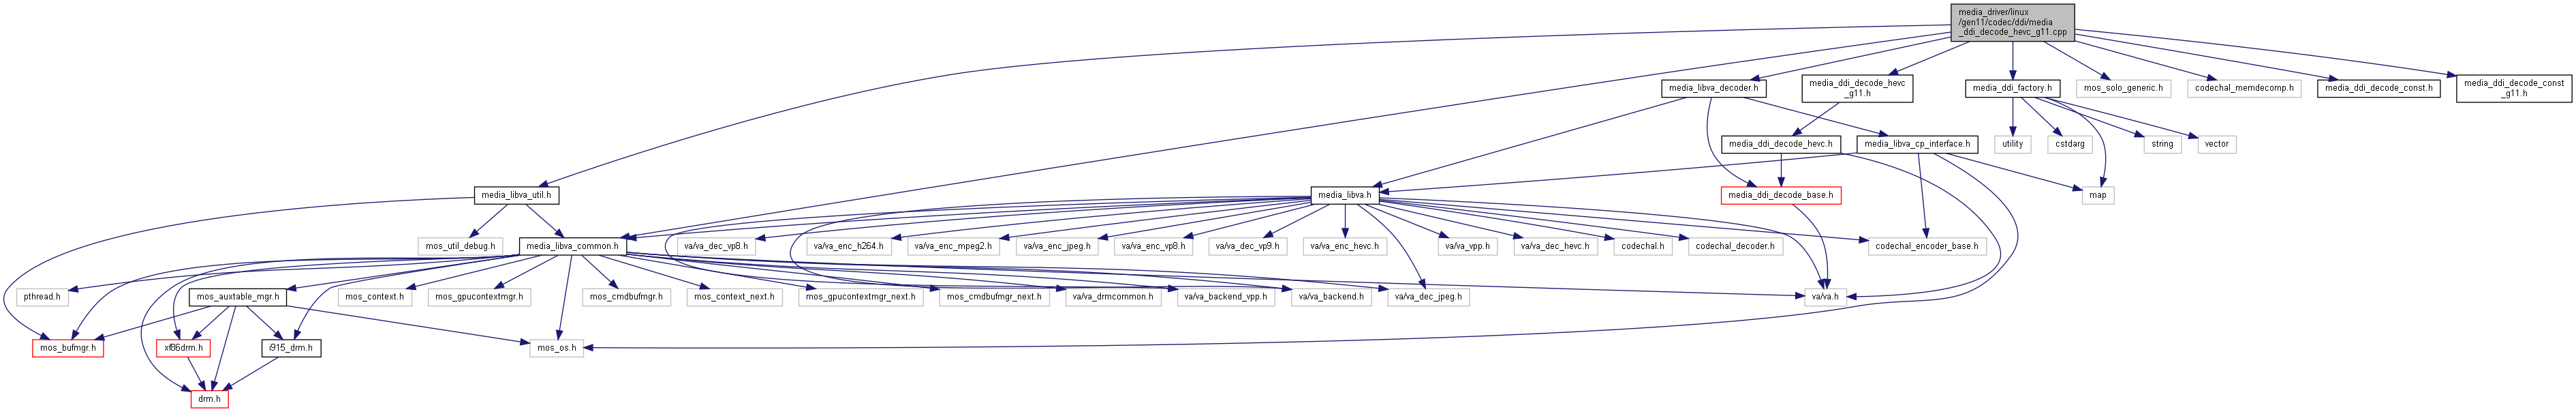 media_driver/linux
/gen11/codec/ddi/media
_ddi_decode_hevc_g11.cpp
media_libva_decoder.h
media_ddi_decode_hevc
_g11.h
media_ddi_factory.h
mos_solo_generic.h
codechal_memdecomp.h
media_ddi_decode_const.h
media_ddi_decode_const
_g11.h
media_ddi_decode_hevc.h
media_libva_cp_interface.h
utility
cstdarg
string
vector
media_libva_util.h
media_libva.h
media_ddi_decode_base.h
map
mos_util_debug.h
media_libva_common.h
va/va_dec_vp8.h
va/va_enc_h264.h
va/va_enc_mpeg2.h
va/va_enc_jpeg.h
va/va_enc_vp8.h
va/va_dec_vp9.h
va/va_enc_hevc.h
va/va_vpp.h
va/va_dec_hevc.h
codechal.h
codechal_decoder.h
codechal_encoder_base.h
pthread.h
mos_auxtable_mgr.h
mos_context.h
mos_gpucontextmgr.h
mos_cmdbufmgr.h
mos_context_next.h
mos_gpucontextmgr_next.h
mos_cmdbufmgr_next.h
va/va_drmcommon.h
va/va_backend_vpp.h
va/va_backend.h
va/va_dec_jpeg.h
va/va.h
mos_bufmgr.h
xf86drm.h
i915_drm.h
mos_os.h
drm.h